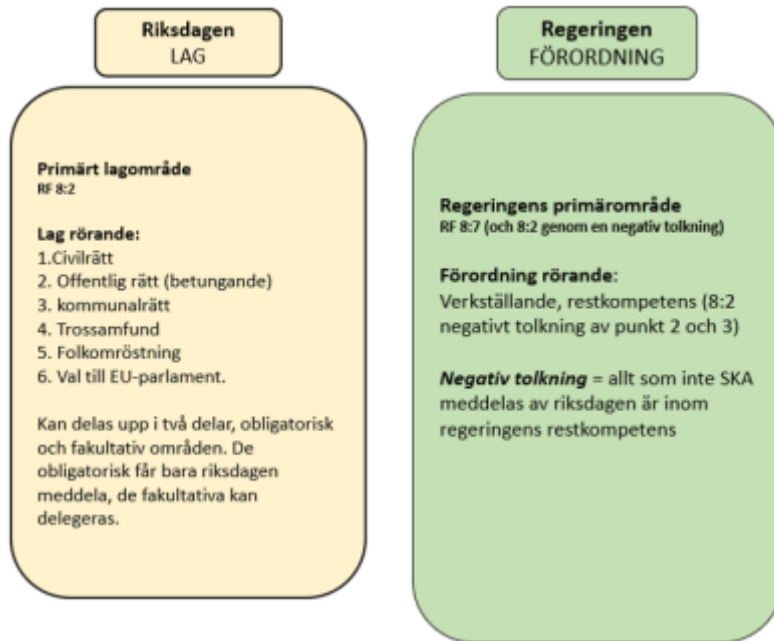 Riksdagen
LAG
Primärt lagområde
RF 8:2
Lag rörande:
1.Civilrätt
2. Offentlig rätt (betungande)
3. kommunalrätt
4. Trossamfund
5. Folkomröstning
6. Val till EU-parlament.
Kan delas upp i två delar, obligatorisk
och fakultativ områden. De
obligatorisk får bara riksdagen
meddela, de fakultativa kan
delegeras.
Regeringen
FÖRORDNING
Regeringens primärområde
RF 8:7 (och 8:2 genom en negativ tolkning)
Förordning rörande:
Verkställande, restkompetens (8:2
negativt tolkning av punkt 2 och 3)
Negativ tolkning = allt som inte SKA
meddelas av riksdagen är inom
regeringens restkompetens